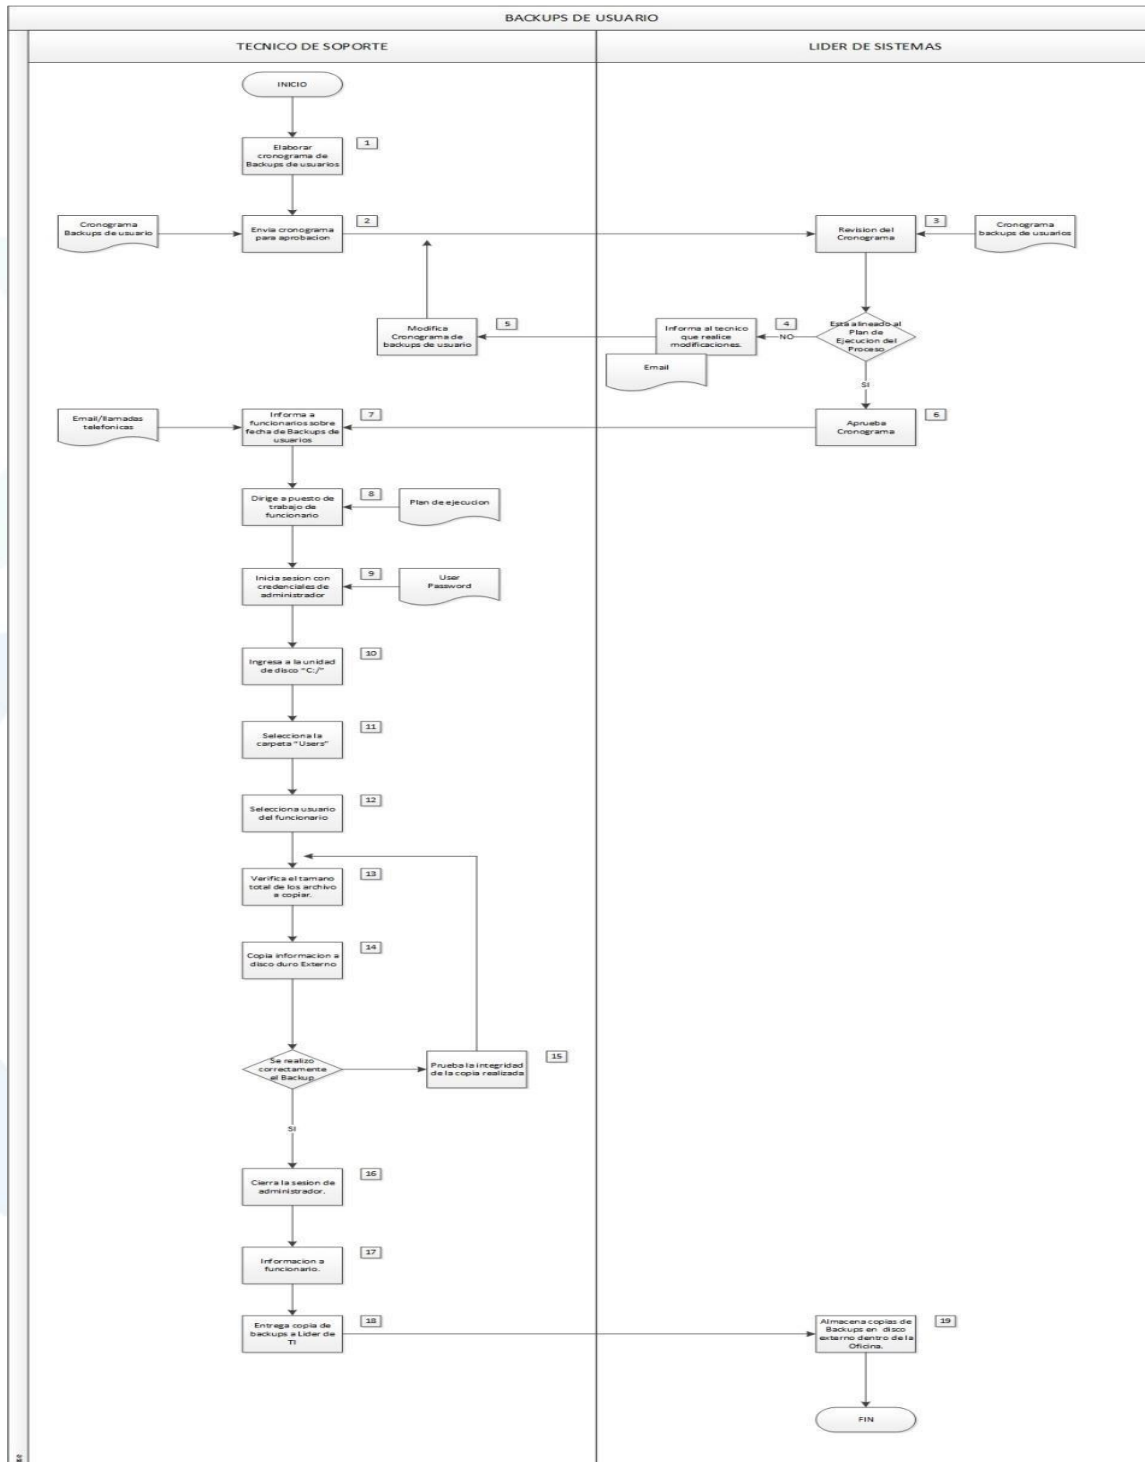 BACKUPS DE USUARIO
TECNICO DE SOPORTE
LIDER DE SISTEMAS
INICIO
1
Elaborar
cronograma de
Backups de usuarios
Cronograma
Backups de usuario
2
Envia cronograma
para aprobacion
3
Revision del
Cronograma
Cronograma
backups de usuarios
5
Modifica
Cronograma de
backups de usuario
4
Informa al tecnico
que realice
modificaciones.
Email
NO
Está alineado al
Plan de
Ejecucion del
Proceso
SI
Email/llamadas
telefonicas
7
Informa a
funcionarios sobre
fecha de Backups de
usuarios
6
Aprueba
Cronograma
8
Dirige a puesto de
trabajo de
funcionario
Plan de ejecucion
9
Inicia sesion con
credenciales de
administrador
User
Password
10
Ingresa a la unidad
de disco "C:/"
11
Selecciona la
carpeta "Users"
12
Selecciona usuario
del funcionario
13
Verifica el tamano
total de los archivo
a copiar.
14
Copia informacion a
disco duro Externo
Se realizo
correctamente
el Backup
15
Prueba la integridad
de la copia realizada
SI
16
Cierra la sesion de
administrador.
17
Informacion a
funcionario.
18
Entrega copia de
backups a Lider de
TI
19
Almacena copias de
Backups en disco
externo dentro de la
Oficina.
FIN